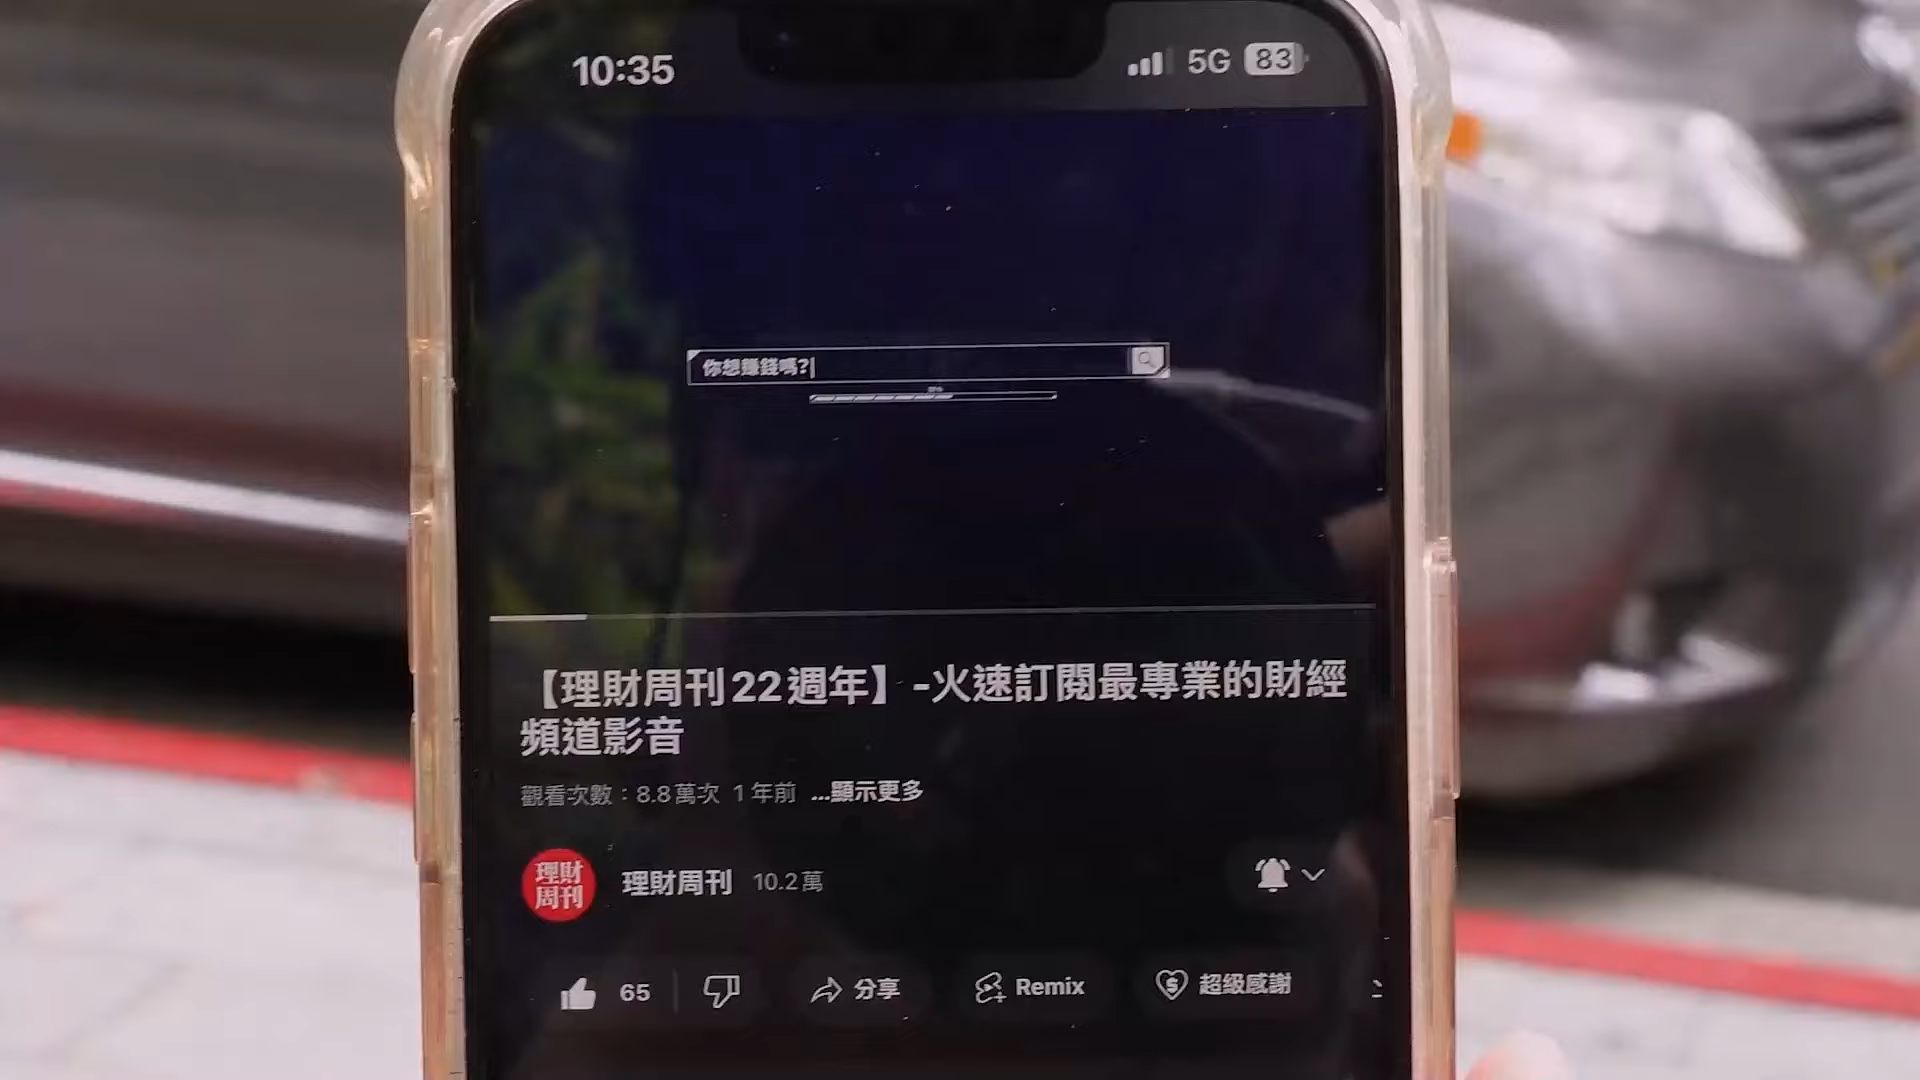 10:35
5G 83
你想賺錢嗎?
【理財周刊22週年】-火速訂閱最專業的財經
頻道影音
觀看次數：8.8萬次 1年前 ...顯示更多
理財
周刊
理財周刊 10.2萬
65 分享 Remix 超級感謝